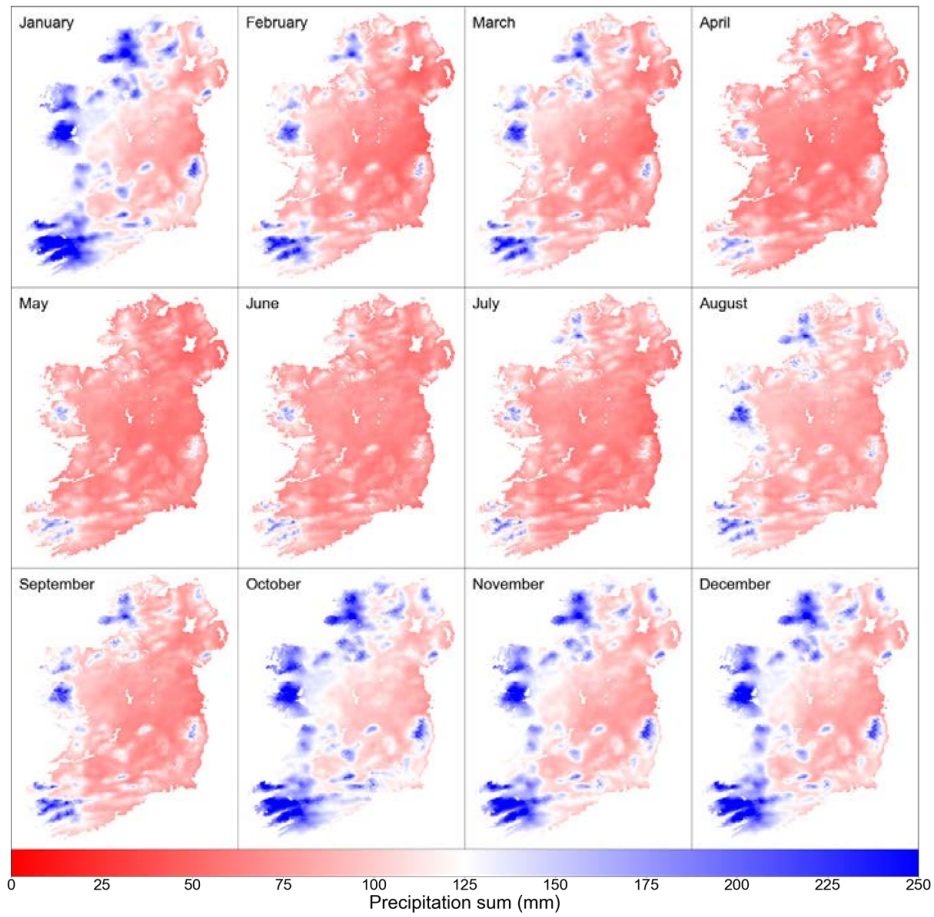 January
February
March
April
May
June
July
August
September
October
November
December
0 25 50 75 100 125 150 175 200 225 250
Precipitation sum (mm)